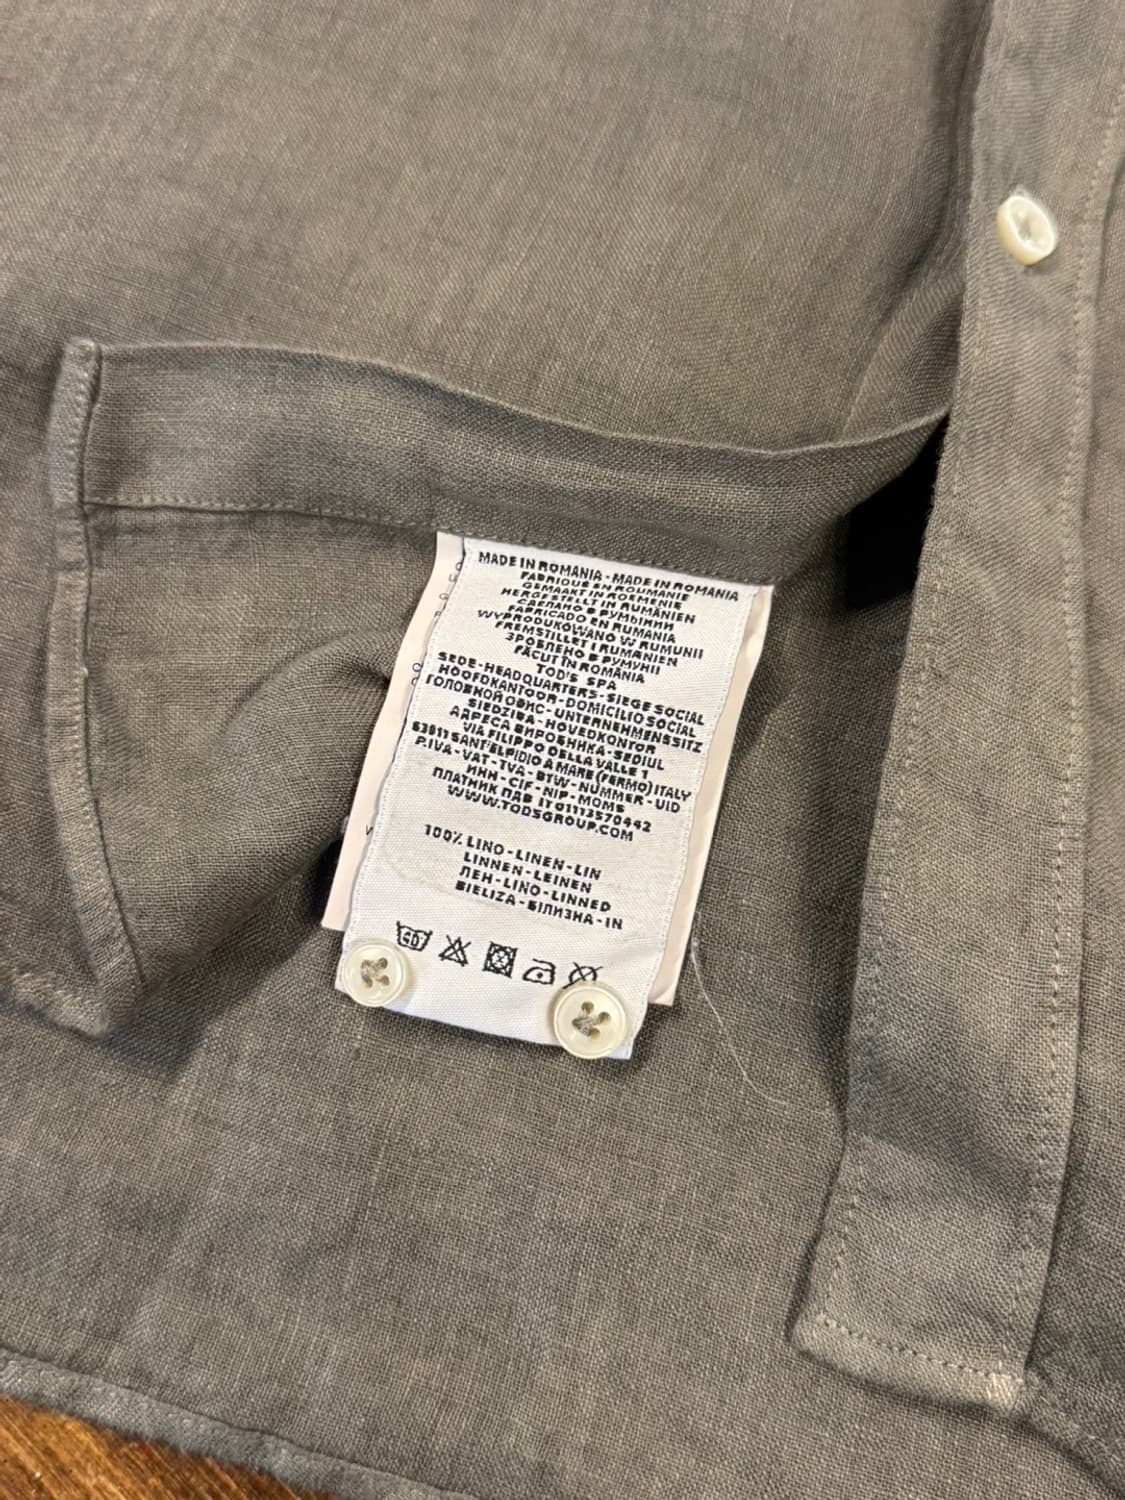 MADE IN ROMANIA - MADE IN ROMANIA
FABRIQUÉ EN ROUMANIE
GEMAAKT IN ROEMENIE
HERGESTELLT IN RUMÄNIEN
СДЕЛАНО В РУМЫНИИ
FABRICADO EN RUMANIA
WYPRODUKOWANO W RUMUNII
FREMSTILLET I RUMÆNIEN
ЗРОБЛЕНО В РУМУНІЇ
FĂCUT ÎN ROMÂNIA
TOD'S SPA
SEDE-HEADQUARTERS-SIEGE SOCIAL
HOOFDKANTOOR-DOMICILIO SOCIAL
ГОЛОВНОЙ ОФИС-UNTERNEHMENSSITZ
SIEDZIBA-HOVEDKONTOR
АДРЕСА ВИРОБНИКА-SEDIUL
VIA FILIPPO DELLA VALLE 1
63811 SANT'ELPIDIO A MARE (FERMO) ITALY
P.IVA-VAT-TVA-BTW-NUMMER-UID
ИНН-CIF-NIP-MOMS
ПЛАТНИК ПДВ IT01113570442
WWW.TODSGROUP.COM
100% LINO-LINEN-LIN
LINNEN-LEINEN
ЛЕН-LINO-LINNED
BIELIZA-БІЛИЗНА-IN
40